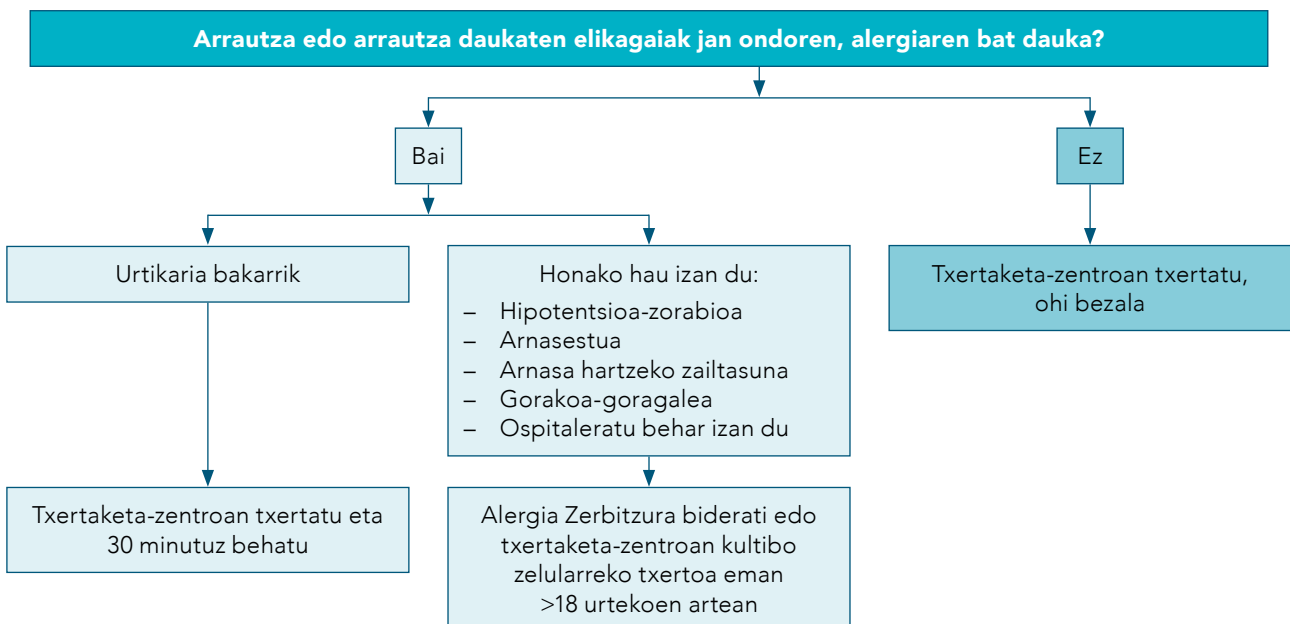 Arrautza edo arrautza daukaten elikagaiak jan ondoren, alergiaren bat dauka?
Bai
Ez
Urtikaria bakarrik
Honako hau izan du:
– Hipotentsioa-zorabioa
– Arnasestua
– Arnasa hartzeko zailtasuna
– Gorakoa-goragalea
– Ospitaleratu behar izan du
Txertaketa-zentroan txertatu,
ohi bezala
Txertaketa-zentroan txertatu eta
30 minutuz behatu
Alergia Zerbitzura biderati edo
txertaketa-zentroan kultibo
zelularreko txertoa eman
>18 urtekoen artean